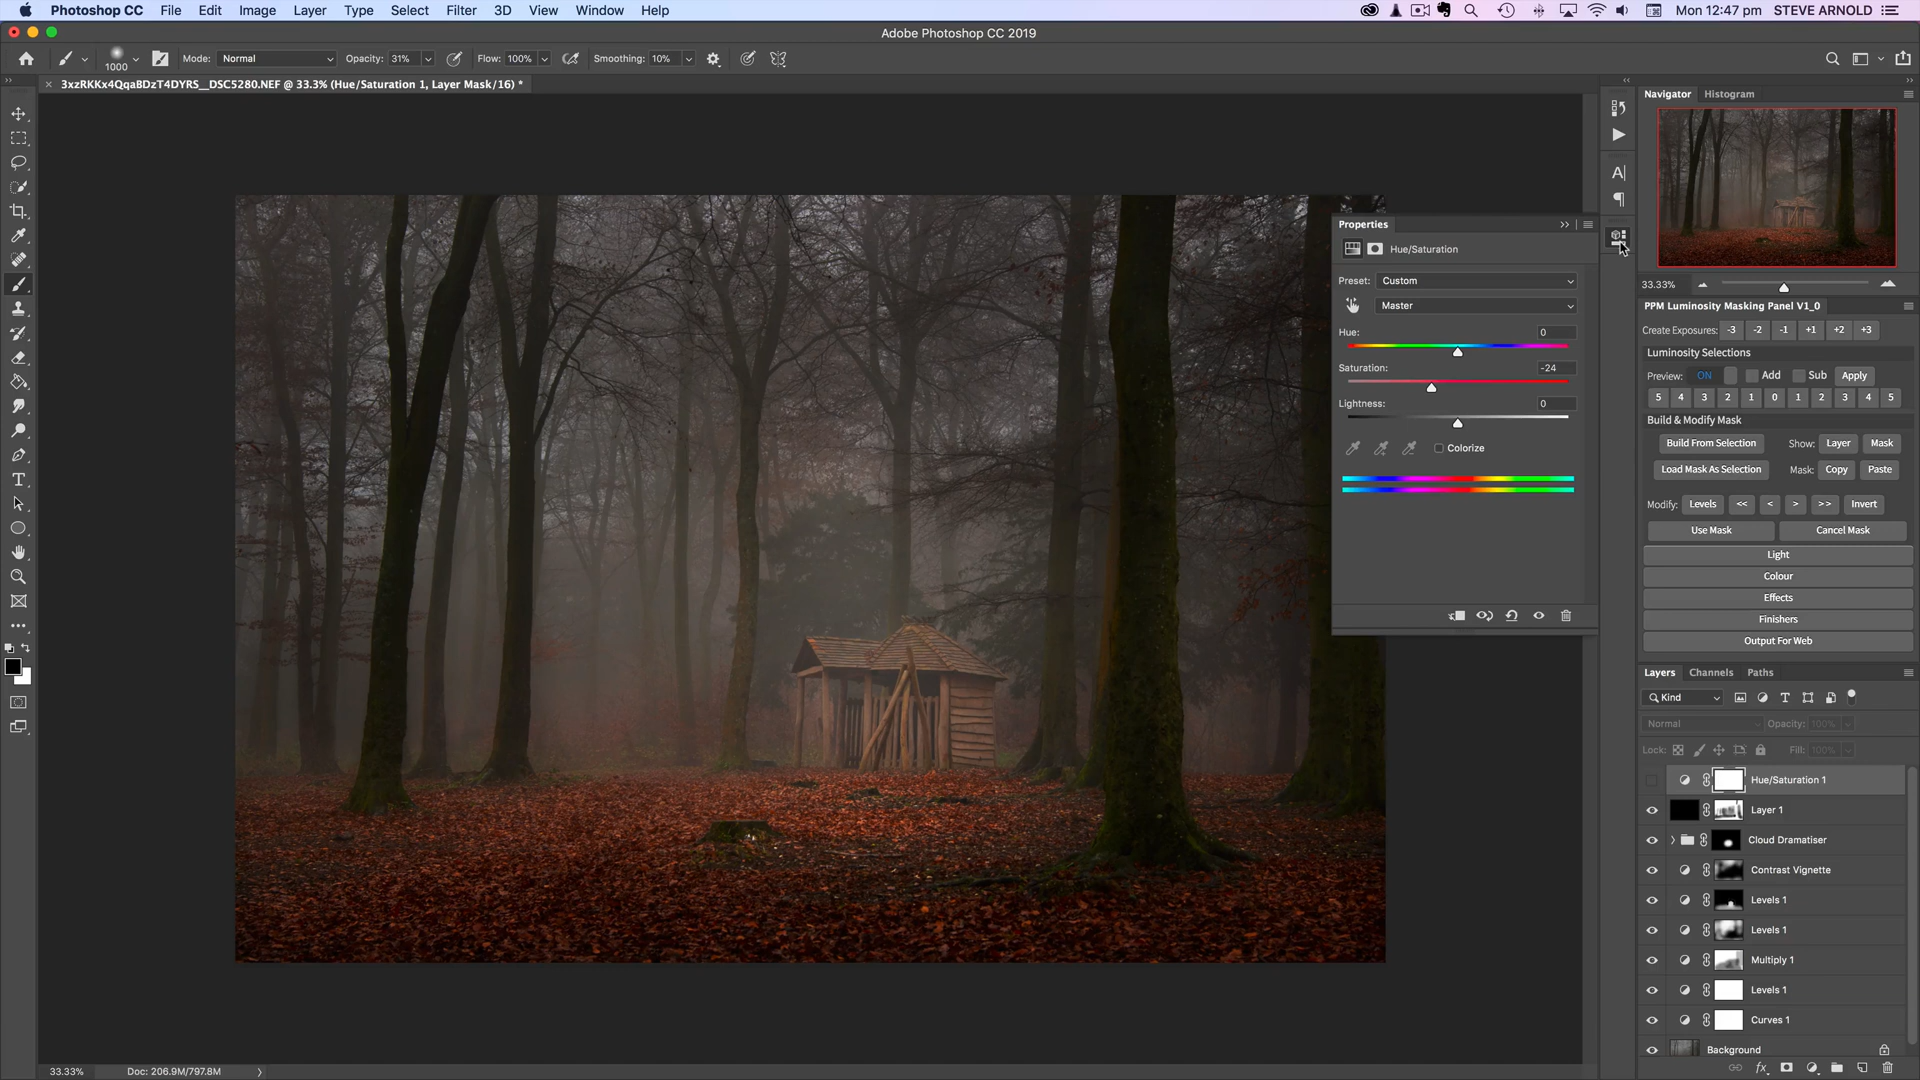 Photoshop CC File Edit Image Layer Type Select Filter 3D View Window Help Mon 12:47 pm STEVE ARNOLD
Adobe Photoshop CC 2019
1000 Mode: Normal Opacity: 31% Flow: 100% Smoothing: 10%
3xzRKKx4QqaBDzT4DYRS__DSC5280.NEF @ 33.3% (Hue/Saturation 1, Layer Mask/16) *
Navigator Histogram
33.33%
Properties
Hue/Saturation
Preset: Custom
Master
Hue: 0
Saturation: -24
Lightness: 0
Colorize
PPM Luminosity Masking Panel V1_0
Create Exposures: -3 -2 -1 +1 +2 +3
Luminosity Selections
Preview: ON Add Sub Apply
5 4 3 2 1 0 1 2 3 4 5
Build & Modify Mask
Build From Selection Show: Layer Mask
Load Mask As Selection Mask: Copy Paste
Modify: Levels << < > >> Invert
Use Mask Cancel Mask
Light
Colour
Effects
Finishers
Output For Web
Layers Channels Paths
Kind
Normal Opacity: 100%
Lock: Fill: 100%
Hue/Saturation 1
Layer 1
Cloud Dramatiser
Contrast Vignette
Levels 1
Levels 1
Multiply 1
Levels 1
Curves 1
Background
33.33% Doc: 206.9M/797.8M